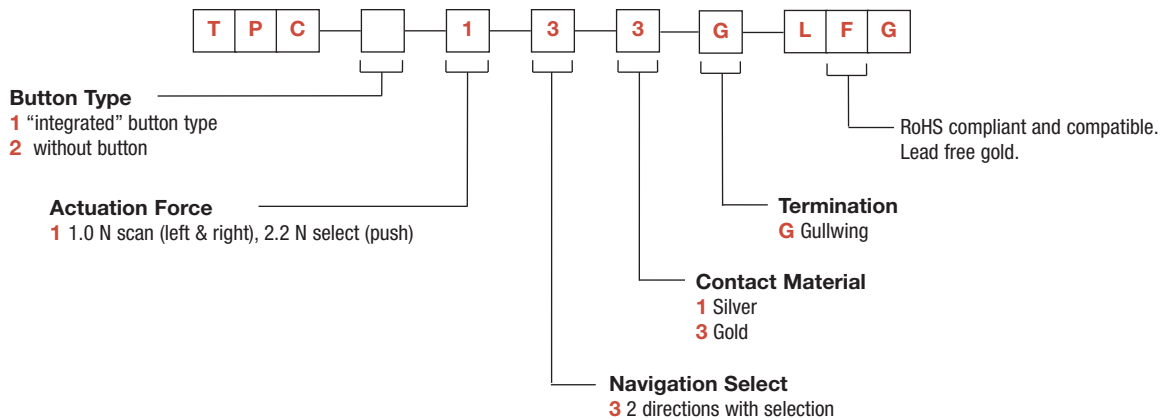 T P C 1 3 3 G L F G
Button Type
1 “integrated” button type
2 without button
RoHS compliant and compatible.
Lead free gold.
Actuation Force
1 1.0 N scan (left & right), 2.2 N select (push)
Termination
G Gullwing
Contact Material
1 Silver
3 Gold
Navigation Select
3 2 directions with selection